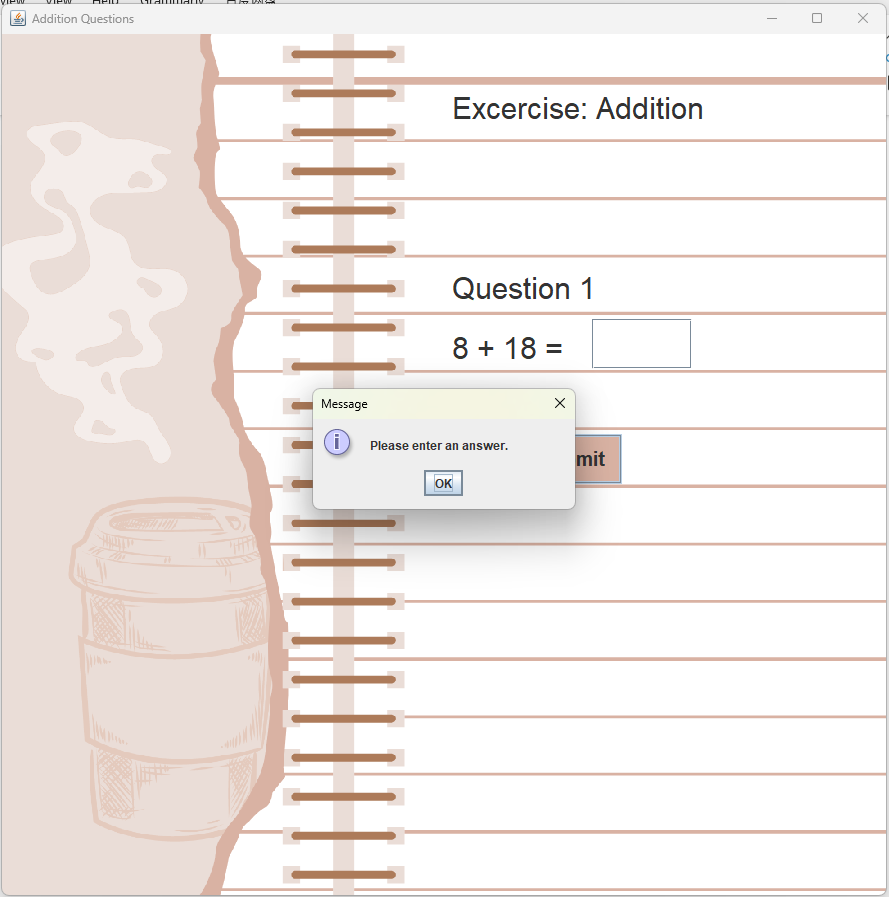 Addition Questions
Excercise: Addition
Question 1
8 + 18 =
Message
Please enter an answer.
mit
OK